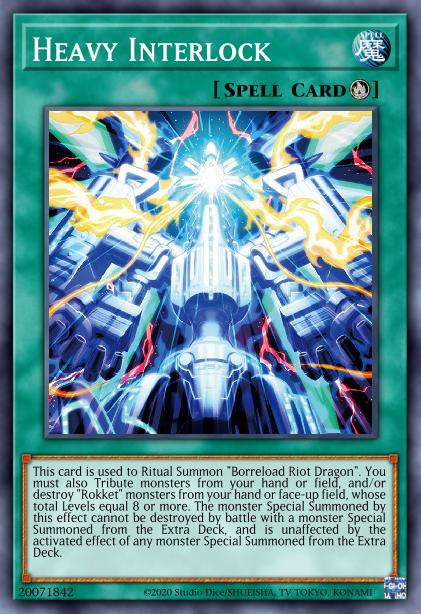 HEAVY INTERLOCK
SPELL
魔
[SPELL CARD]
This card is used to Ritual Summon "Borreload Riot Dragon". You
must also Tribute monsters from your hand or field, and/or
destroy "Rokket" monsters from your hand or face-up field, whose
total Levels equal 8 or more. The monster Special Summoned by
this effect cannot be destroyed by battle with a monster Special
Summoned from the Extra Deck, and is unaffected by the
activated effect of any monster Special Summoned from the Extra
Deck.
20071842
©2020 Studio Dice/SHUEISHA, TV TOKYO, KONAMI